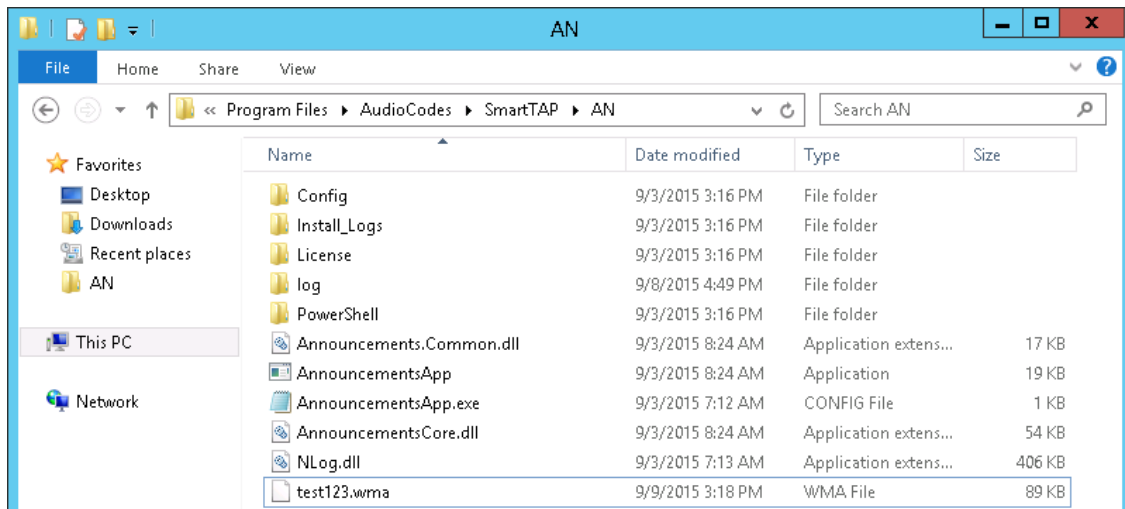 AN
File Home Share View
« Program Files AudioCodes SmartTAP AN Search AN
Name Date modified Type Size
Favorites
Desktop
Downloads
Recent places
AN
This PC
Network
Config 9/3/2015 3:16 PM File folder
Install_Logs 9/3/2015 3:16 PM File folder
License 9/3/2015 3:16 PM File folder
log 9/8/2015 4:49 PM File folder
PowerShell 9/3/2015 3:16 PM File folder
Announcements.Common.dll 9/3/2015 8:24 AM Application extens... 17 KB
AnnouncementsApp 9/3/2015 8:24 AM Application 19 KB
AnnouncementsApp.exe 9/3/2015 7:12 AM CONFIG File 1 KB
AnnouncementsCore.dll 9/3/2015 8:24 AM Application extens... 54 KB
NLog.dll 9/3/2015 7:13 AM Application extens... 406 KB
test123.wma 9/9/2015 3:18 PM WMA File 89 KB